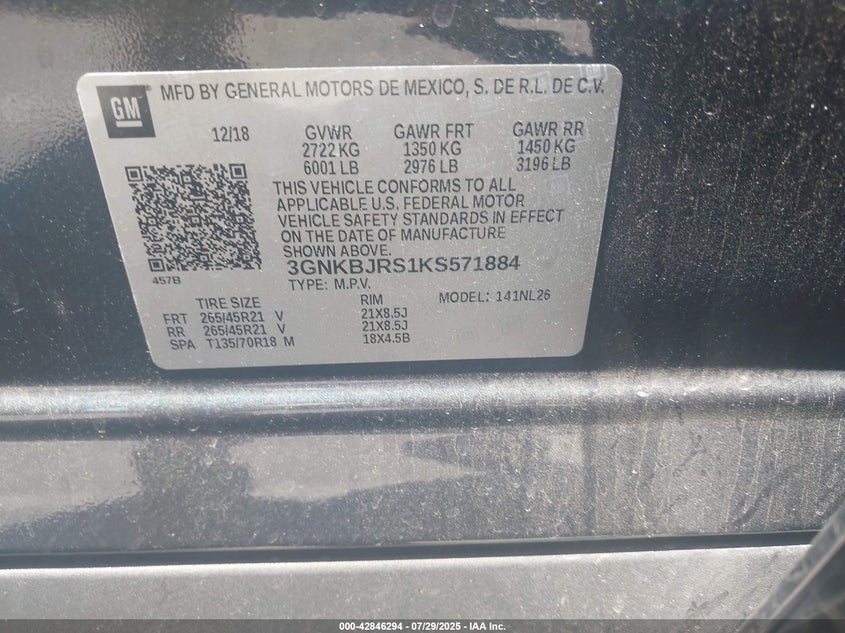 GM
MFD BY GENERAL MOTORS DE MEXICO, S. DE R.L. DE C.V.
12/18 GVWR GAWR FRT GAWR RR
2722 KG 1350 KG 1450 KG
6001 LB 2976 LB 3196 LB
THIS VEHICLE CONFORMS TO ALL
APPLICABLE U.S. FEDERAL MOTOR
VEHICLE SAFETY STANDARDS IN EFFECT
ON THE DATE OF MANUFACTURE
SHOWN ABOVE.
457B
3GNKBJRS1KS571884
TYPE: M.P.V. MODEL: 141NL26
TIRE SIZE RIM
FRT 265/45R21 V 21X8.5J
RR 265/45R21 V 21X8.5J
SPA T135/70R18 M 18X4.5B
000-42846294 - 07/29/2025 - IAA Inc.